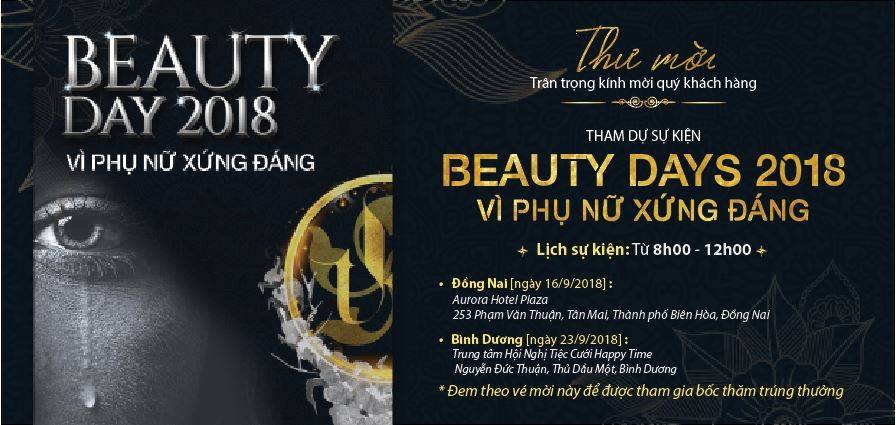 BEAUTY
DAY 2018
VÌ PHỤ NỮ XỨNG ĐÁNG
Thư mời
Trân trọng kính mời quý khách hàng
THAM DỰ SỰ KIỆN
BEAUTY DAYS 2018
VÌ PHỤ NỮ XỨNG ĐÁNG
Lịch sự kiện: Từ 8h00 - 12h00
• Đồng Nai [ngày 16/9/2018] :
Aurora Hotel Plaza
253 Phạm Văn Thuận, Tân Mai, Thành phố Biên Hòa, Đồng Nai
• Bình Dương [ngày 23/9/2018] :
Trung tâm Hội Nghị Tiệc Cưới Happy Time
Nguyễn Đức Thuận, Thủ Dầu Một, Bình Dương
* Đem theo vé mời này để được tham gia bốc thăm trúng thưởng